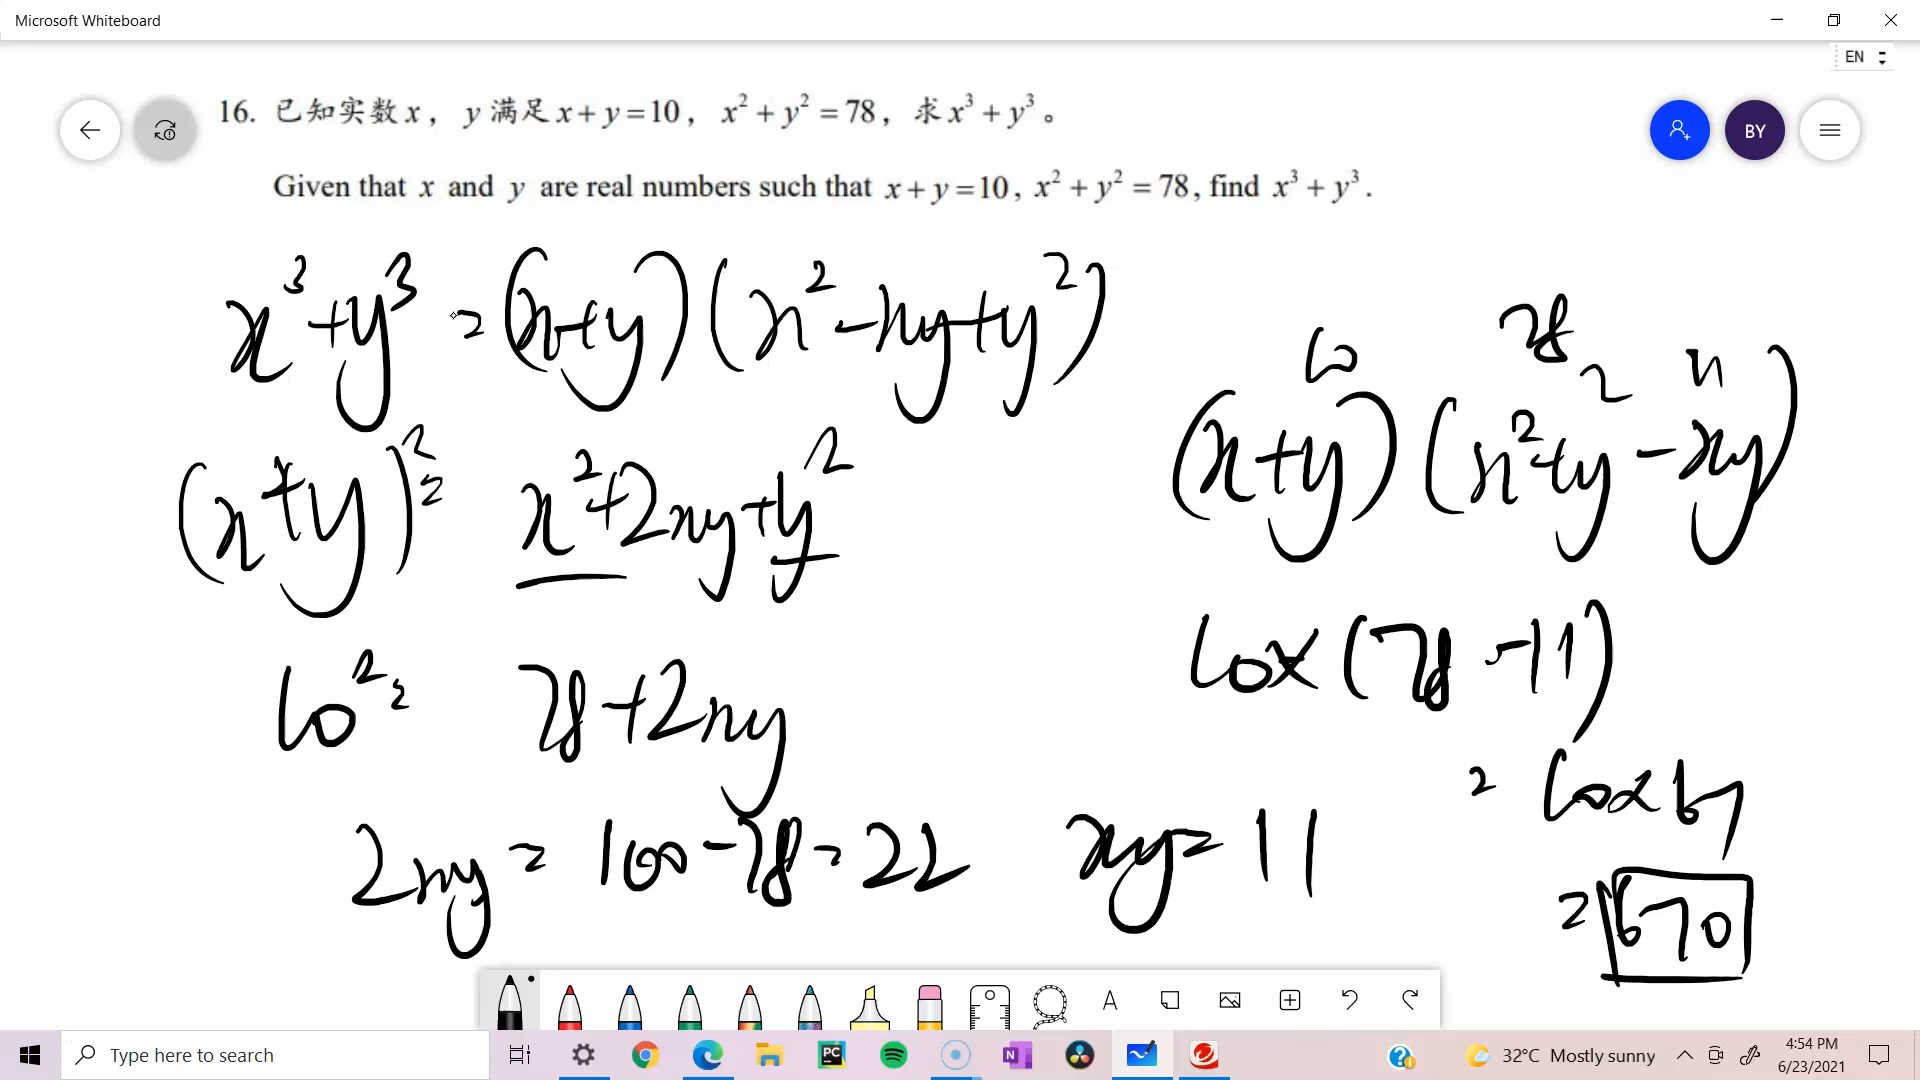 Microsoft Whiteboard
EN
16. 已知实数 x， y 满足 x + y = 10， x² + y² = 78，求 x³ + y³。
BY
Given that x and y are real numbers such that x + y = 10, x² + y² = 78, find x³ + y³.
x³ + y³ = (x+y)(x² - xy + y²)
10 78 11
(x+y)(x² + y² - xy)
(x+y)² = x² + 2xy + y²
10 x (78 - 11)
10² = 78 + 2xy
= 10 x 67
2xy = 100 - 78 = 22 xy = 11
= 670
A
Type here to search
PC
N
32°C Mostly sunny
4:54 PM
6/23/2021